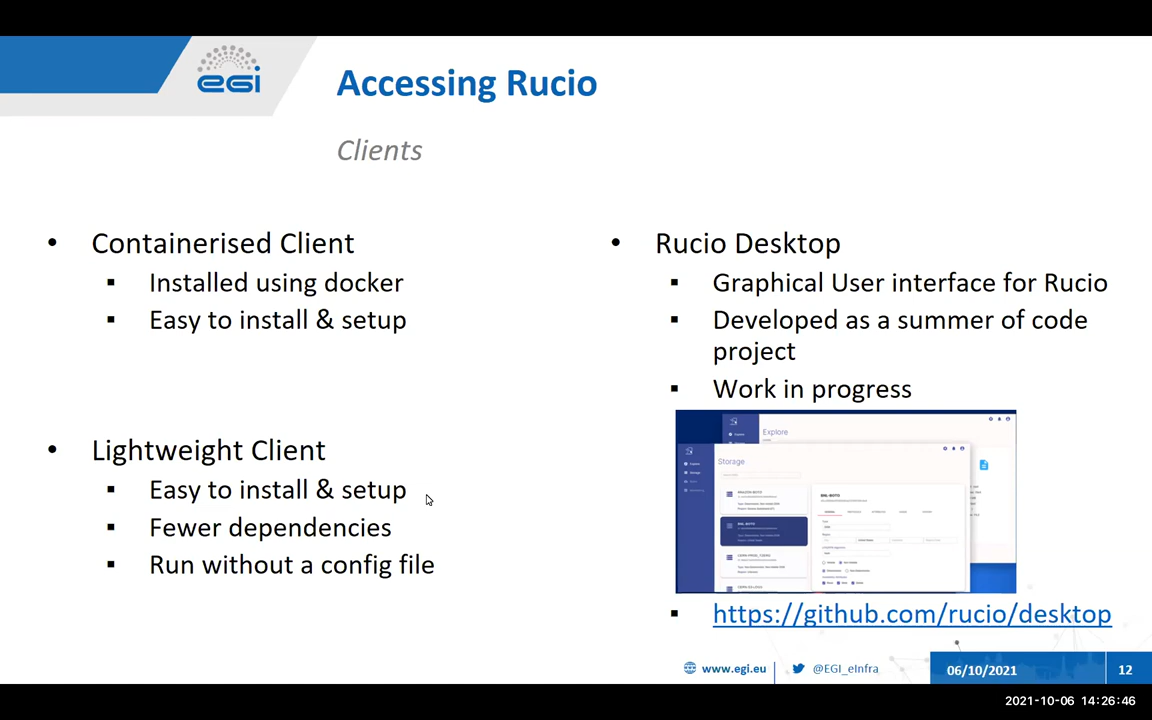 egi
Accessing Rucio
Clients
• Containerised Client
▪ Installed using docker
▪ Easy to install & setup
• Lightweight Client
▪ Easy to install & setup
▪ Fewer dependencies
▪ Run without a config file
• Rucio Desktop
▪ Graphical User interface for Rucio
▪ Developed as a summer of code
project
▪ Work in progress
Explore
Storage
▪ https://github.com/rucio/desktop
www.egi.eu
@EGI_eInfra
06/10/2021
12
2021-10-06 14:26:46